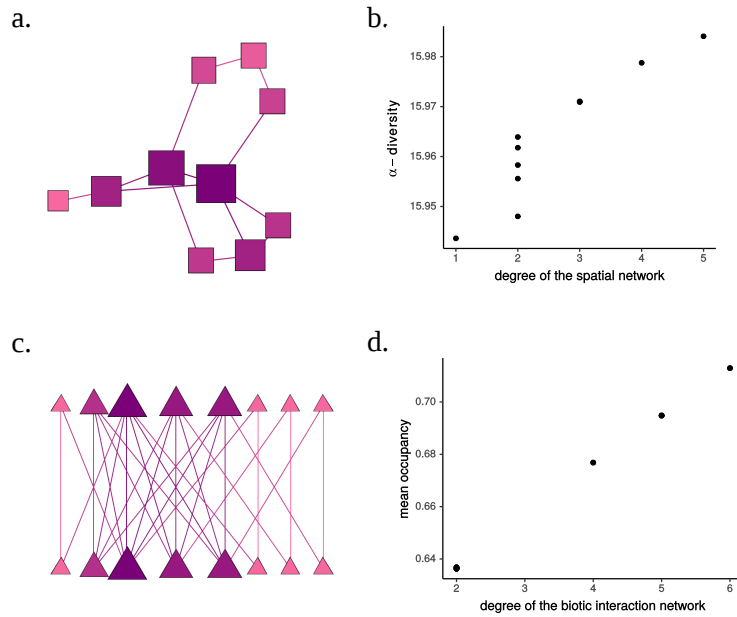 a.
b.
15.98
15.97
15.96
15.95
α − diversity
1 2 3 4 5
degree of the spatial network
c.
d.
0.70
0.68
0.66
0.64
mean occupancy
2 3 4 5 6
degree of the biotic interaction network